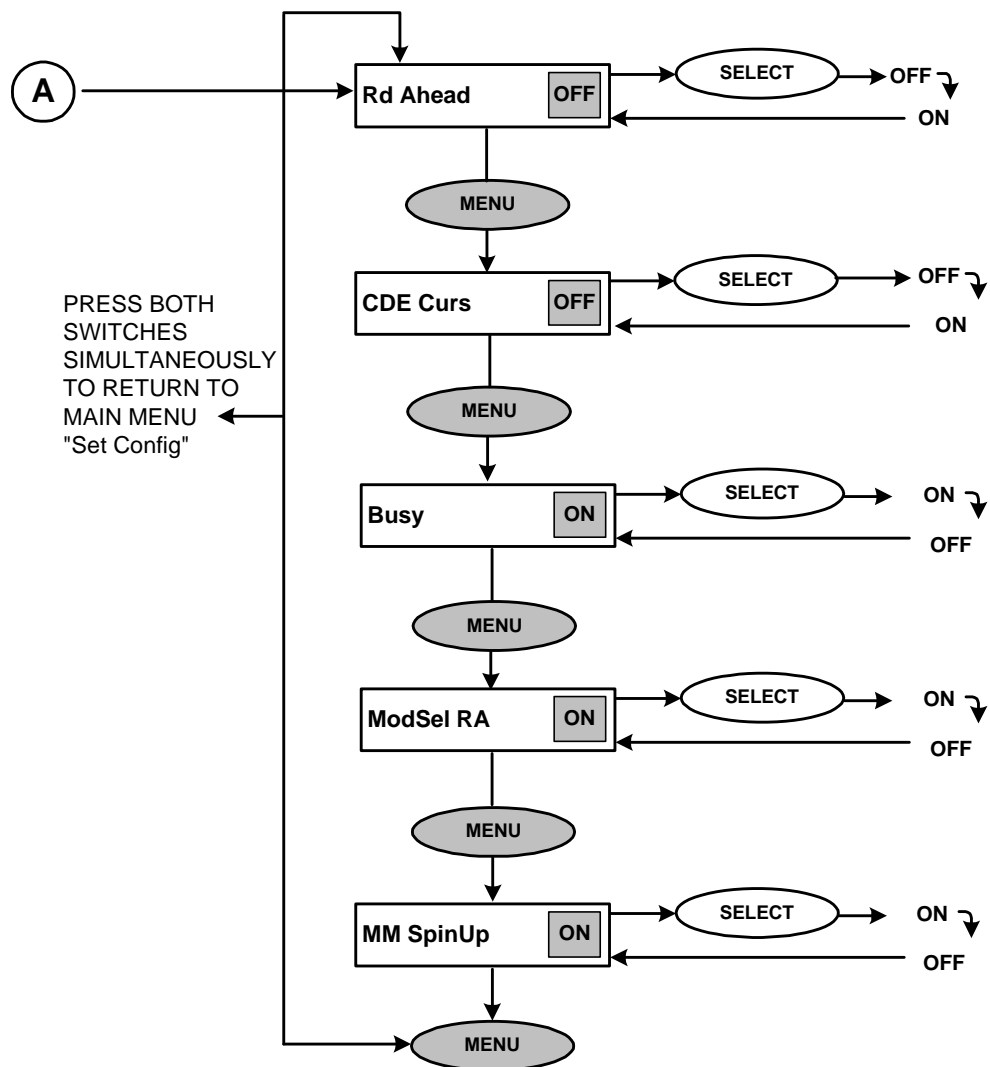 A
Rd Ahead
OFF
SELECT
OFF
ON
MENU
CDE Curs
OFF
SELECT
OFF
ON
PRESS BOTH
SWITCHES
SIMULTANEOUSLY
TO RETURN TO
MAIN MENU
"Set Config"
MENU
Busy
ON
SELECT
ON
OFF
MENU
ModSel RA
ON
SELECT
ON
OFF
MENU
MM SpinUp
ON
SELECT
ON
OFF
MENU